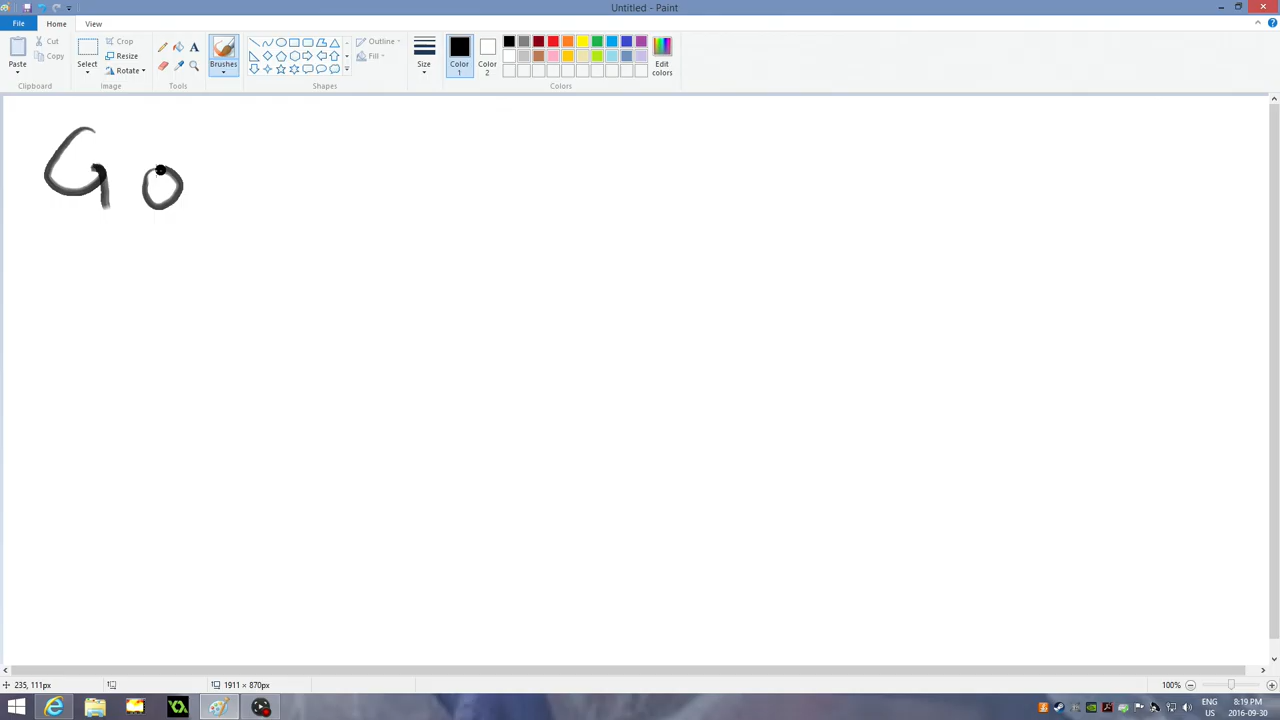 Untitled - Paint
File Home View
Paste Cut Copy Clipboard
Select Crop Resize Rotate Image
Tools
Brushes
Outline Fill Shapes
Size
Color 1 Color 2 Edit colors Colors
Go
235, 111px 1911 × 870px 100%
ENG US 8:19 PM 2016-09-30